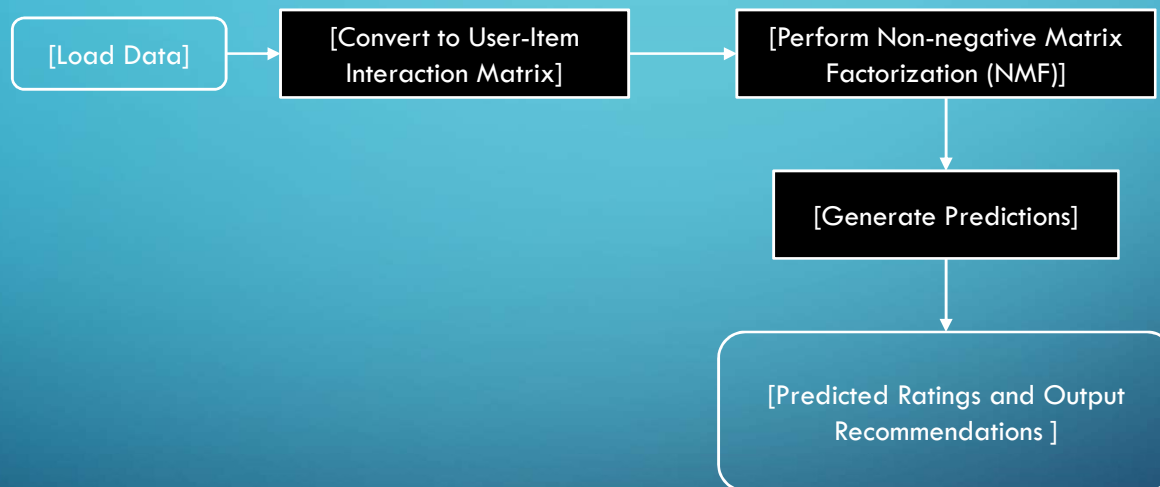 [Load Data]
[Convert to User-Item
Interaction Matrix]
[Perform Non-negative Matrix
Factorization (NMF)]
[Generate Predictions]
[Predicted Ratings and Output
Recommendations ]